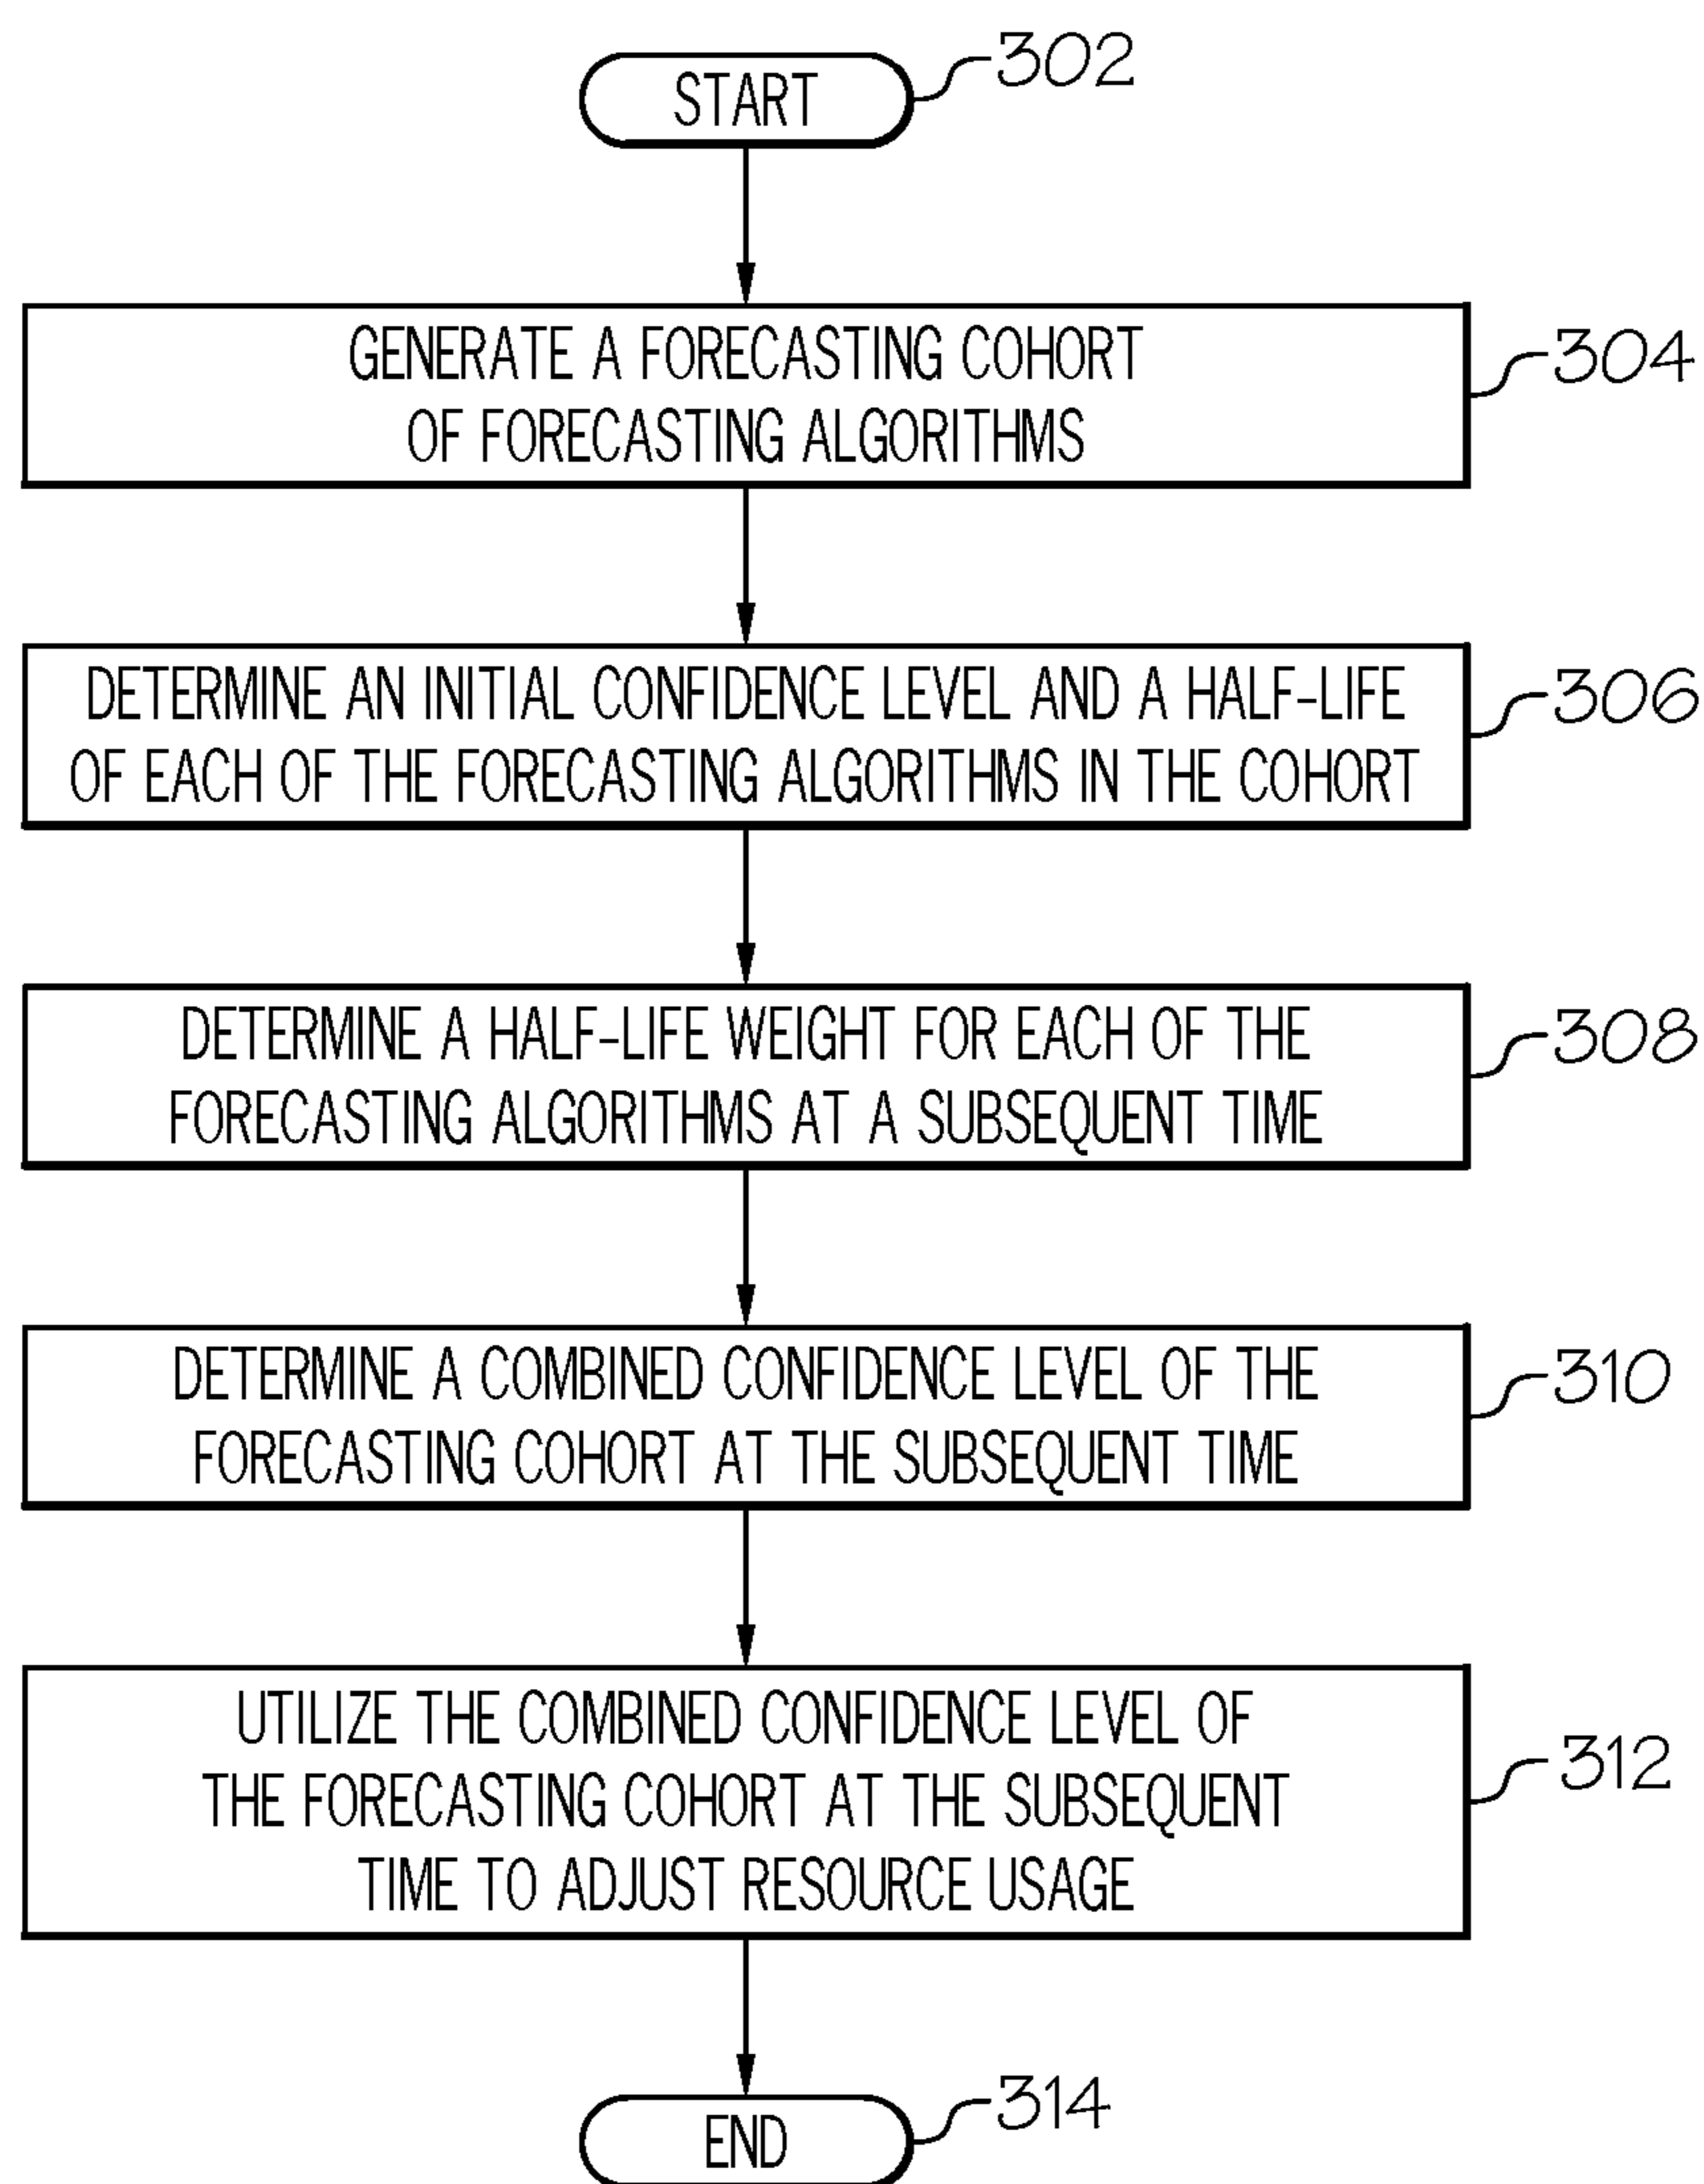 START
302
GENERATE A FORECASTING COHORT
OF FORECASTING ALGORITHMS
304
DETERMINE AN INITIAL CONFIDENCE LEVEL AND A HALF-LIFE
OF EACH OF THE FORECASTING ALGORITHMS IN THE COHORT
306
DETERMINE A HALF-LIFE WEIGHT FOR EACH OF THE
FORECASTING ALGORITHMS AT A SUBSEQUENT TIME
308
DETERMINE A COMBINED CONFIDENCE LEVEL OF THE
FORECASTING COHORT AT THE SUBSEQUENT TIME
310
UTILIZE THE COMBINED CONFIDENCE LEVEL OF
THE FORECASTING COHORT AT THE SUBSEQUENT
TIME TO ADJUST RESOURCE USAGE
312
END
314